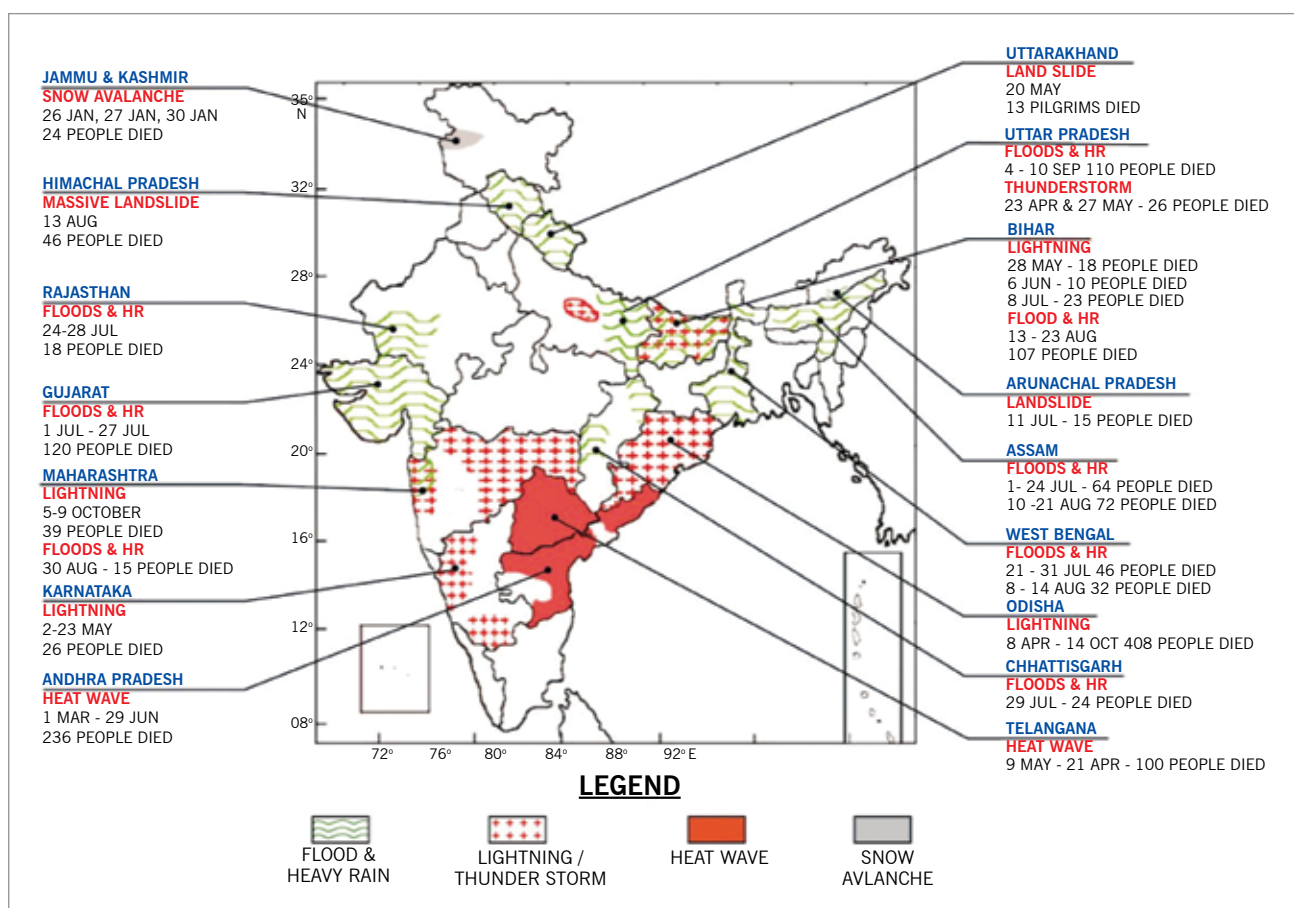 JAMMU & KASHMIR
SNOW AVALANCHE
26 JAN, 27 JAN, 30 JAN
24 PEOPLE DIED
HIMACHAL PRADESH
MASSIVE LANDSLIDE
13 AUG
46 PEOPLE DIED
RAJASTHAN
FLOODS & HR
24-28 JUL
18 PEOPLE DIED
GUJARAT
FLOODS & HR
1 JUL - 27 JUL
120 PEOPLE DIED
MAHARASHTRA
LIGHTNING
5-9 OCTOBER
39 PEOPLE DIED
FLOODS & HR
30 AUG - 15 PEOPLE DIED
KARNATAKA
LIGHTNING
2-23 MAY
26 PEOPLE DIED
ANDHRA PRADESH
HEAT WAVE
1 MAR - 29 JUN
236 PEOPLE DIED
35°
N
32°
28°
24°
20°
16°
12°
08°
72° 76° 80° 84° 88° 92° E
UTTARAKHAND
LAND SLIDE
20 MAY
13 PILGRIMS DIED
UTTAR PRADESH
FLOODS & HR
4 - 10 SEP 110 PEOPLE DIED
THUNDERSTORM
23 APR & 27 MAY - 26 PEOPLE DIED
BIHAR
LIGHTNING
28 MAY - 18 PEOPLE DIED
6 JUN - 10 PEOPLE DIED
8 JUL - 23 PEOPLE DIED
FLOOD & HR
13 - 23 AUG
107 PEOPLE DIED
ARUNACHAL PRADESH
LANDSLIDE
11 JUL - 15 PEOPLE DIED
ASSAM
FLOODS & HR
1- 24 JUL - 64 PEOPLE DIED
10 -21 AUG 72 PEOPLE DIED
WEST BENGAL
FLOODS & HR
21 - 31 JUL 46 PEOPLE DIED
8 - 14 AUG 32 PEOPLE DIED
ODISHA
LIGHTNING
8 APR - 14 OCT 408 PEOPLE DIED
CHHATTISGARH
FLOODS & HR
29 JUL - 24 PEOPLE DIED
TELANGANA
HEAT WAVE
9 MAY - 21 APR - 100 PEOPLE DIED
LEGEND
FLOOD &
HEAVY RAIN
LIGHTNING /
THUNDER STORM
HEAT WAVE
SNOW
AVLANCHE